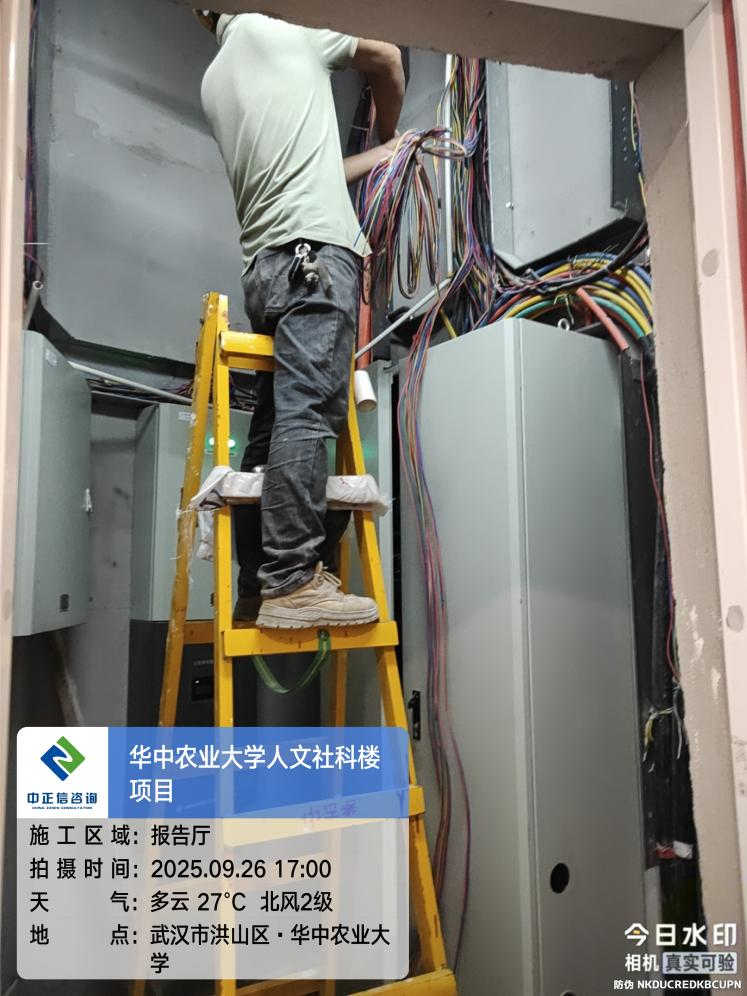 华中农业大学人文社科楼
项目
中正信咨询
施工区域：报告厅
拍摄时间：2025.09.26 17:00
天气：多云 27℃ 北风2级
地点：武汉市洪山区·华中农业大
学
今日水印
相机 真实可验
防伪 NKDUCREDKBCUPN